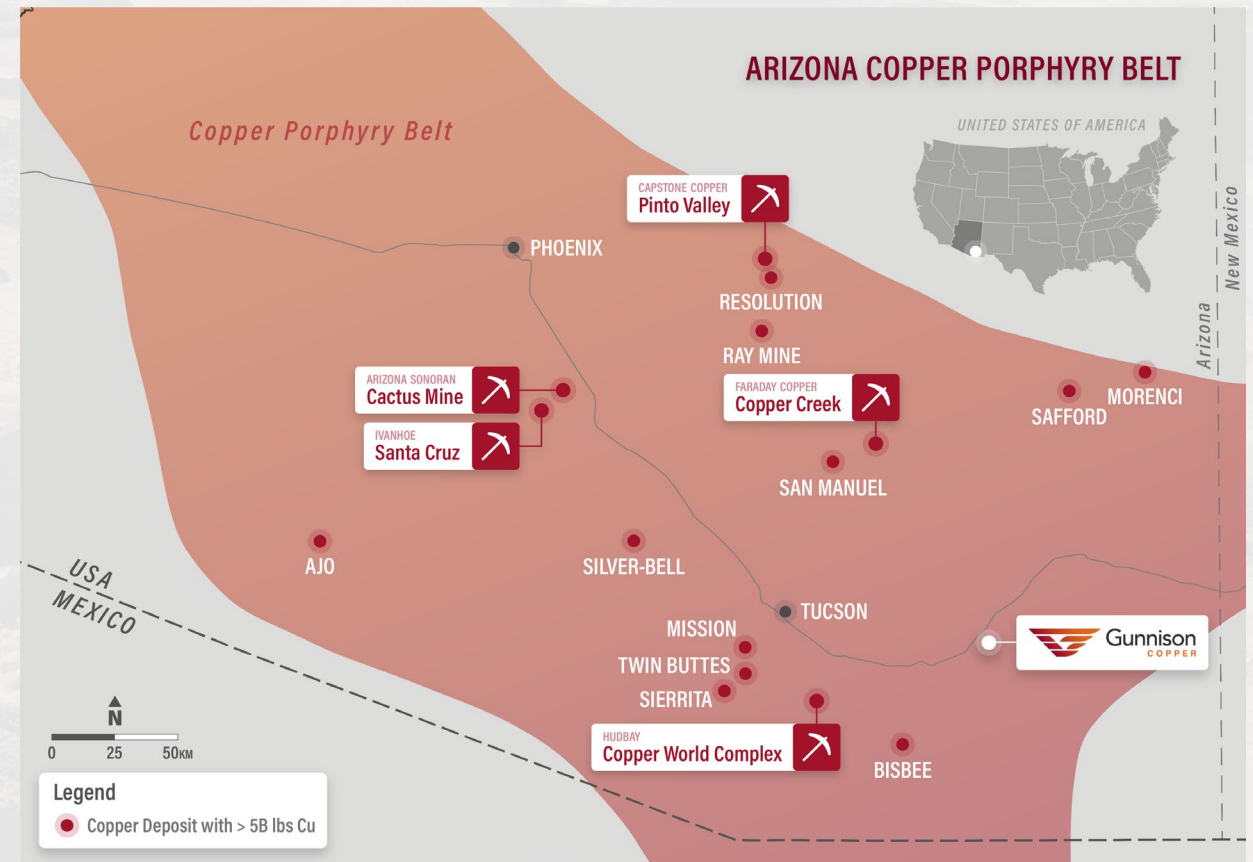 ARIZONA COPPER PORPHYRY BELT
Copper Porphyry Belt
UNITED STATES OF AMERICA
New Mexico
Arizona
CAPSTONE COPPER
Pinto Valley
PHOENIX
RESOLUTION
RAY MINE
ARIZONA SONORAN
Cactus Mine
FARADAY COPPER
Copper Creek
MORENCI
SAFFORD
IVANHOE
Santa Cruz
SAN MANUEL
AJO
SILVER-BELL
USA
MEXICO
TUCSON
MISSION
Gunnison
COPPER
TWIN BUTTES
SIERRITA
HUDBAY
Copper World Complex
BISBEE
N
0 25 50KM
Legend
Copper Deposit with > 5B lbs Cu